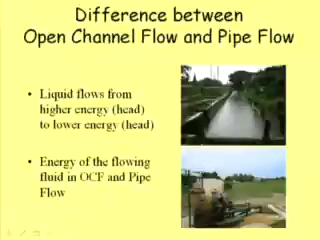 Difference between
Open Channel Flow and Pipe Flow
• Liquid flows from
higher energy (head)
to lower energy (head)
• Energy of the flowing
fluid in OCF and Pipe
Flow